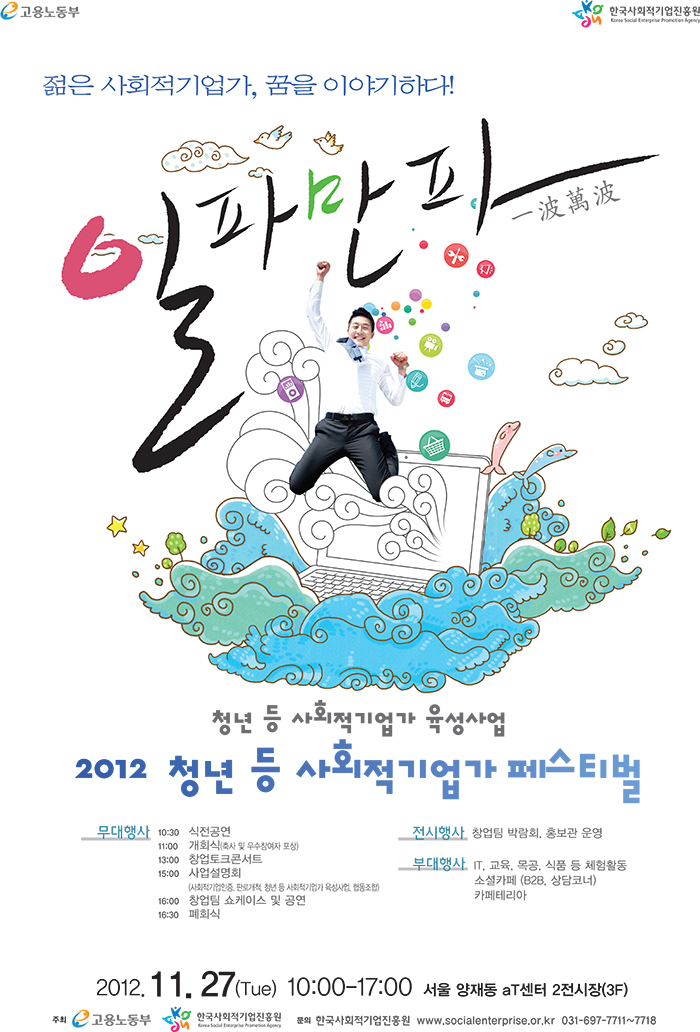 고용노동부
한국사회적기업진흥원
Korea Social Enterprise Promotion Agency
젊은 사회적기업가, 꿈을 이야기하다!
일파만파
一波萬波
청년 등 사회적기업가 육성사업
2012 청년 등 사회적기업가 페스티벌
무대행사
10:30 식전공연
11:00 개회식(축사 및 우수참여자 포상)
13:00 창업토크콘서트
15:00 사업설명회
(사회적기업인증, 판로개척, 청년 등 사회적기업가 육성사업, 협동조합)
16:00 창업팀 쇼케이스 및 공연
16:30 폐회식
전시행사 창업팀 박람회, 홍보관 운영
부대행사 IT, 교육, 목공, 식품 등 체험활동
소셜카페 (B2B, 상담코너)
카페테리아
2012. 11. 27(Tue) 10:00-17:00 서울 양재동 aT센터 2전시장(3F)
주최 고용노동부 한국사회적기업진흥원 Korea Social Enterprise Promotion Agency 문의 한국사회적기업진흥원 www.socialenterprise.or.kr 031-697-7711~7718